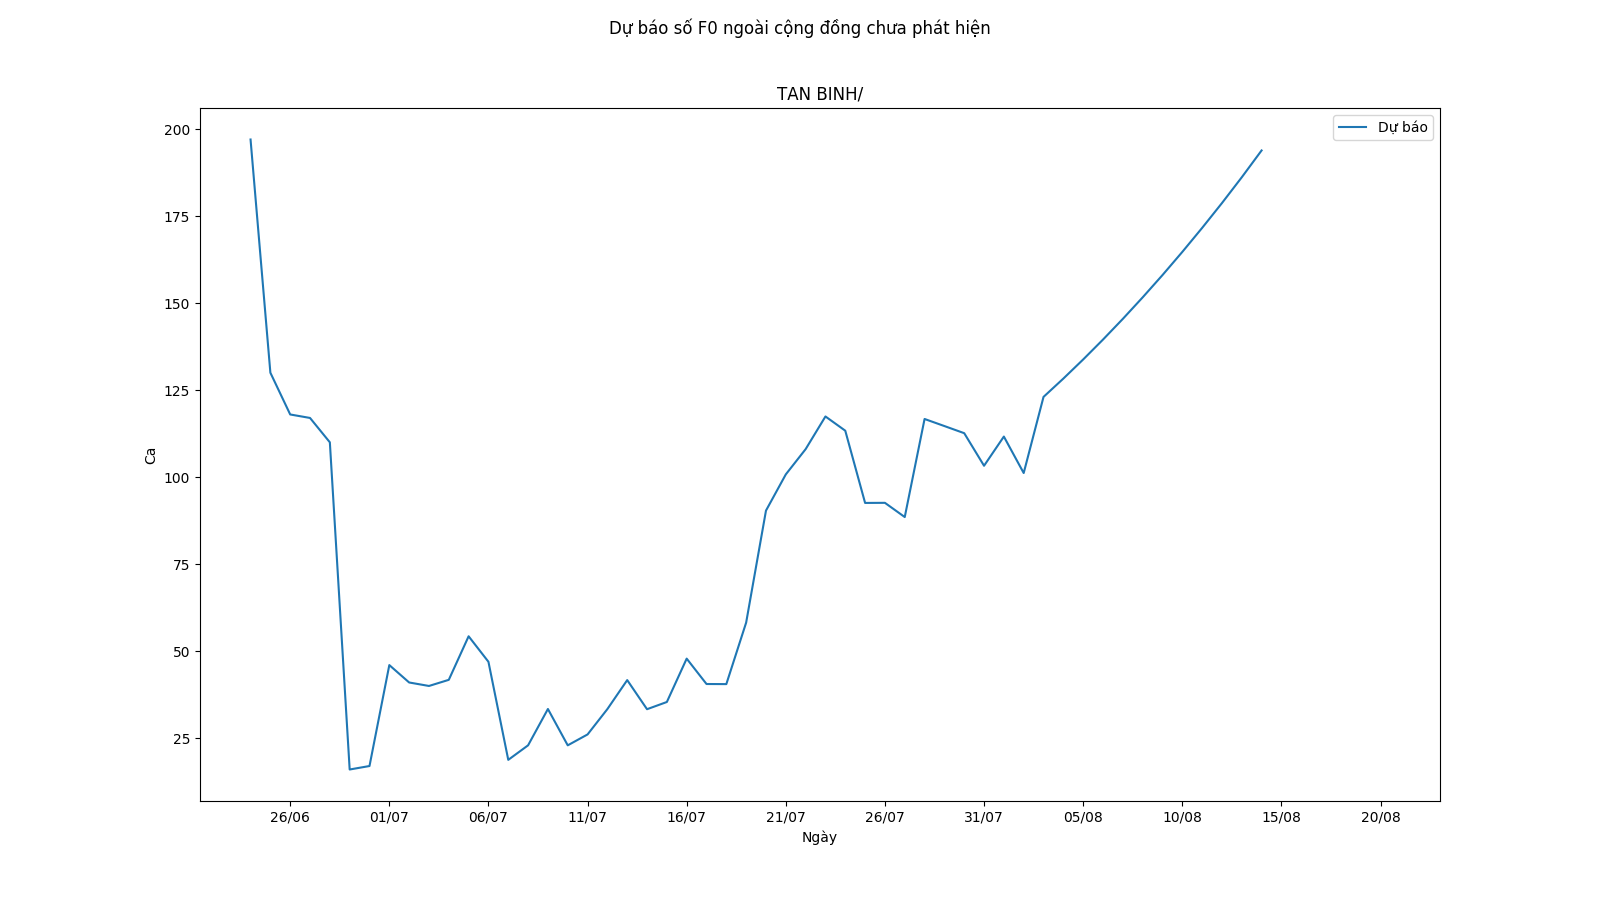 Dự báo số F0 ngoài cộng đồng chưa phát hiện
TAN BINH/
Dự báo
200
175
150
125
100
75
50
25
Ca
26/06 01/07 06/07 11/07 16/07 21/07 26/07 31/07 05/08 10/08 15/08 20/08
Ngày